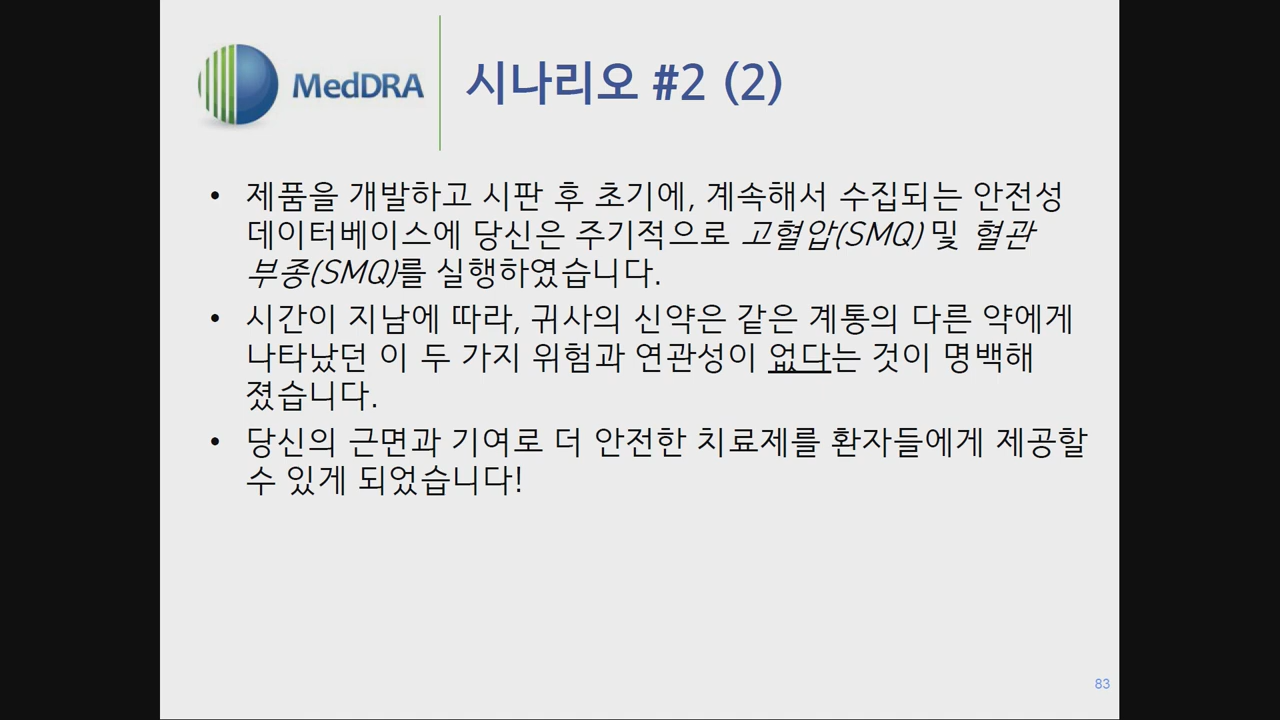 MedDRA
시나리오 #2 (2)
• 제품을 개발하고 시판 후 초기에, 계속해서 수집되는 안전성
데이터베이스에 당신은 주기적으로 고혈압(SMQ) 및 혈관
부종(SMQ)를 실행하였습니다.
• 시간이 지남에 따라, 귀사의 신약은 같은 계통의 다른 약에게
나타났던 이 두 가지 위험과 연관성이 없다는 것이 명백해
졌습니다.
• 당신의 근면과 기여로 더 안전한 치료제를 환자들에게 제공할
수 있게 되었습니다!
83